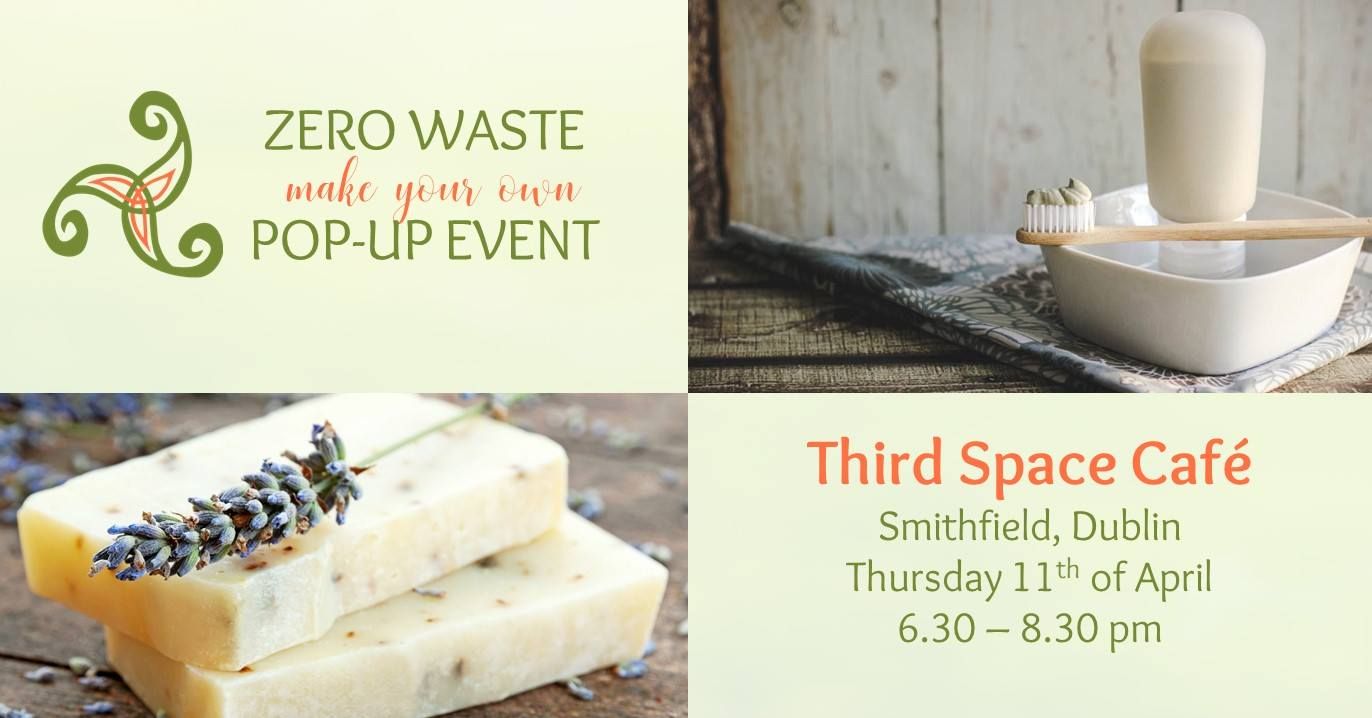 ZERO WASTE
make your own
POP-UP EVENT
Third Space Café
Smithfield, Dublin
Thursday 11th of April
6.30 – 8.30 pm